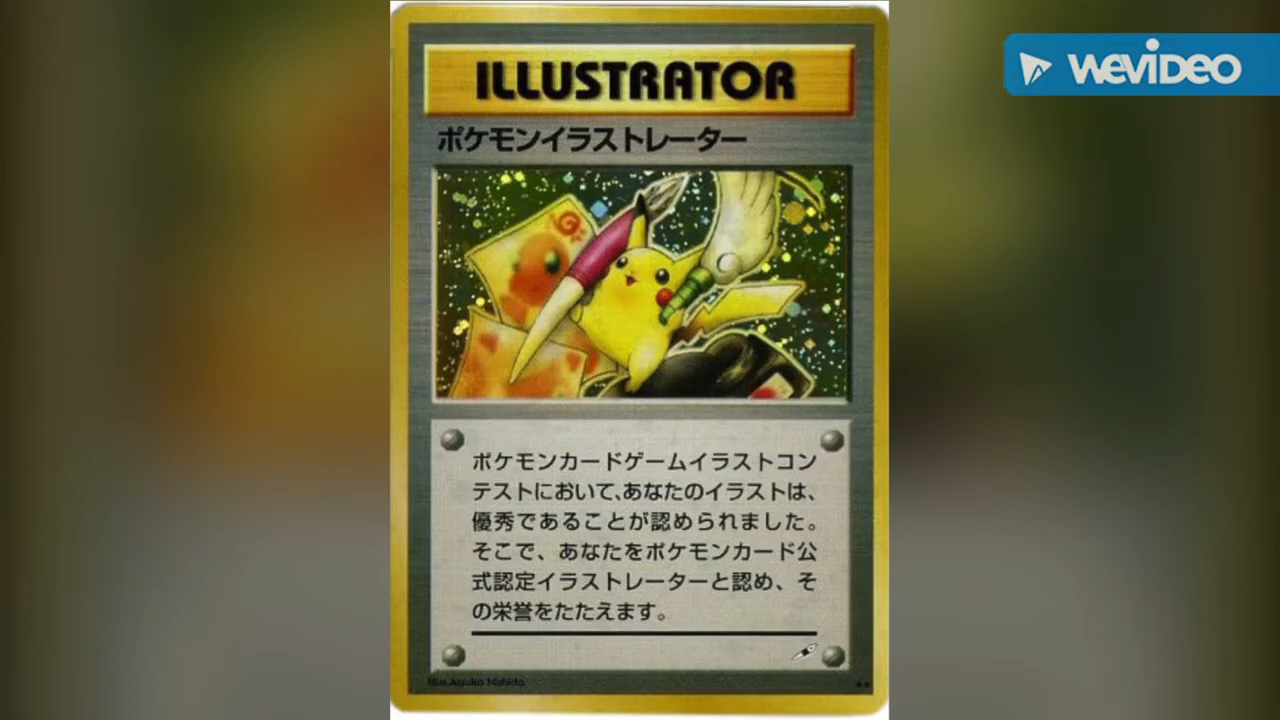 ILLUSTRATOR
ポケモンイラストレーター
ポケモンカードゲームイラストコン
テストにおいて、あなたのイラストは、
優秀であることが認められました。
そこで、あなたをポケモンカード公
式認定イラストレーターと認め、そ
の栄誉をたたえます。
Illus. Atsuko Nishida
WEVIDEO